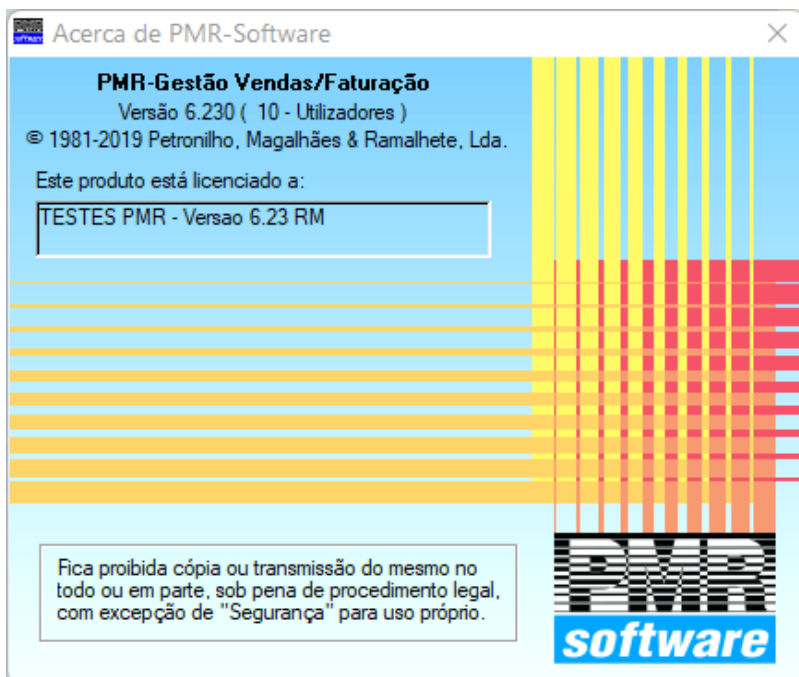 Acerca de PMR-Software
PMR-Gestão Vendas/Faturação
Versão 6.230 ( 10 - Utilizadores )
© 1981-2019 Petronilho, Magalhães & Ramalhete, Lda.
Este produto está licenciado a:
TESTES PMR - Versao 6.23 RM
Fica proibida cópia ou transmissão do mesmo no
todo ou em parte, sob pena de procedimento legal,
com excepção de "Segurança" para uso próprio.
PMR
software